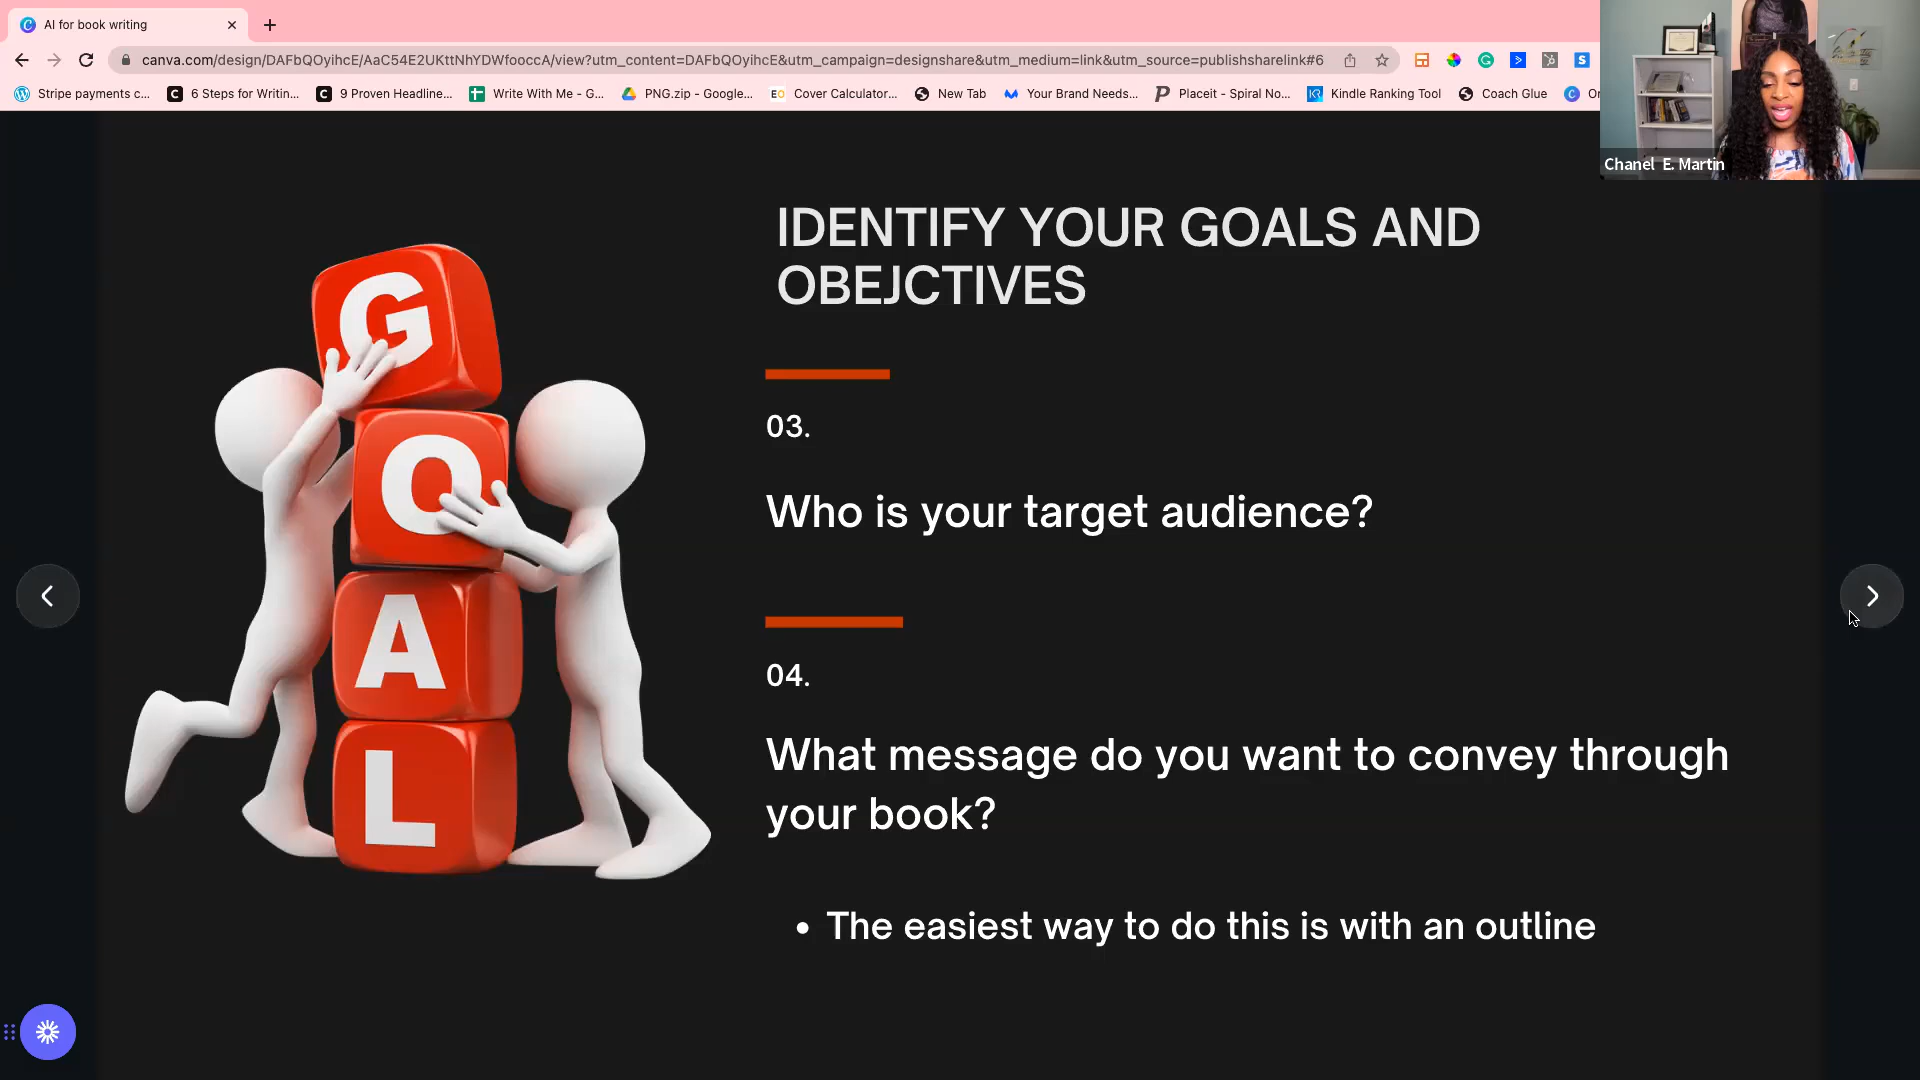 AI for book writing
canva.com/design/DAFbQOyihcE/AaC54E2UKttNhYDWfooccA/view?utm_content=DAFbQOyihcE&utm_campaign=designshare&utm_medium=link&utm_source=publishsharelink#6
Stripe payments c... 6 Steps for Writin... 9 Proven Headline... Write With Me - G... PNG.zip - Google... EO Cover Calculator... New Tab Your Brand Needs... Placeit - Spiral No... KR Kindle Ranking Tool Coach Glue
Chanel E. Martin
IDENTIFY YOUR GOALS AND
OBEJCTIVES
G
O
A
L
03.
Who is your target audience?
04.
What message do you want to convey through
your book?
• The easiest way to do this is with an outline